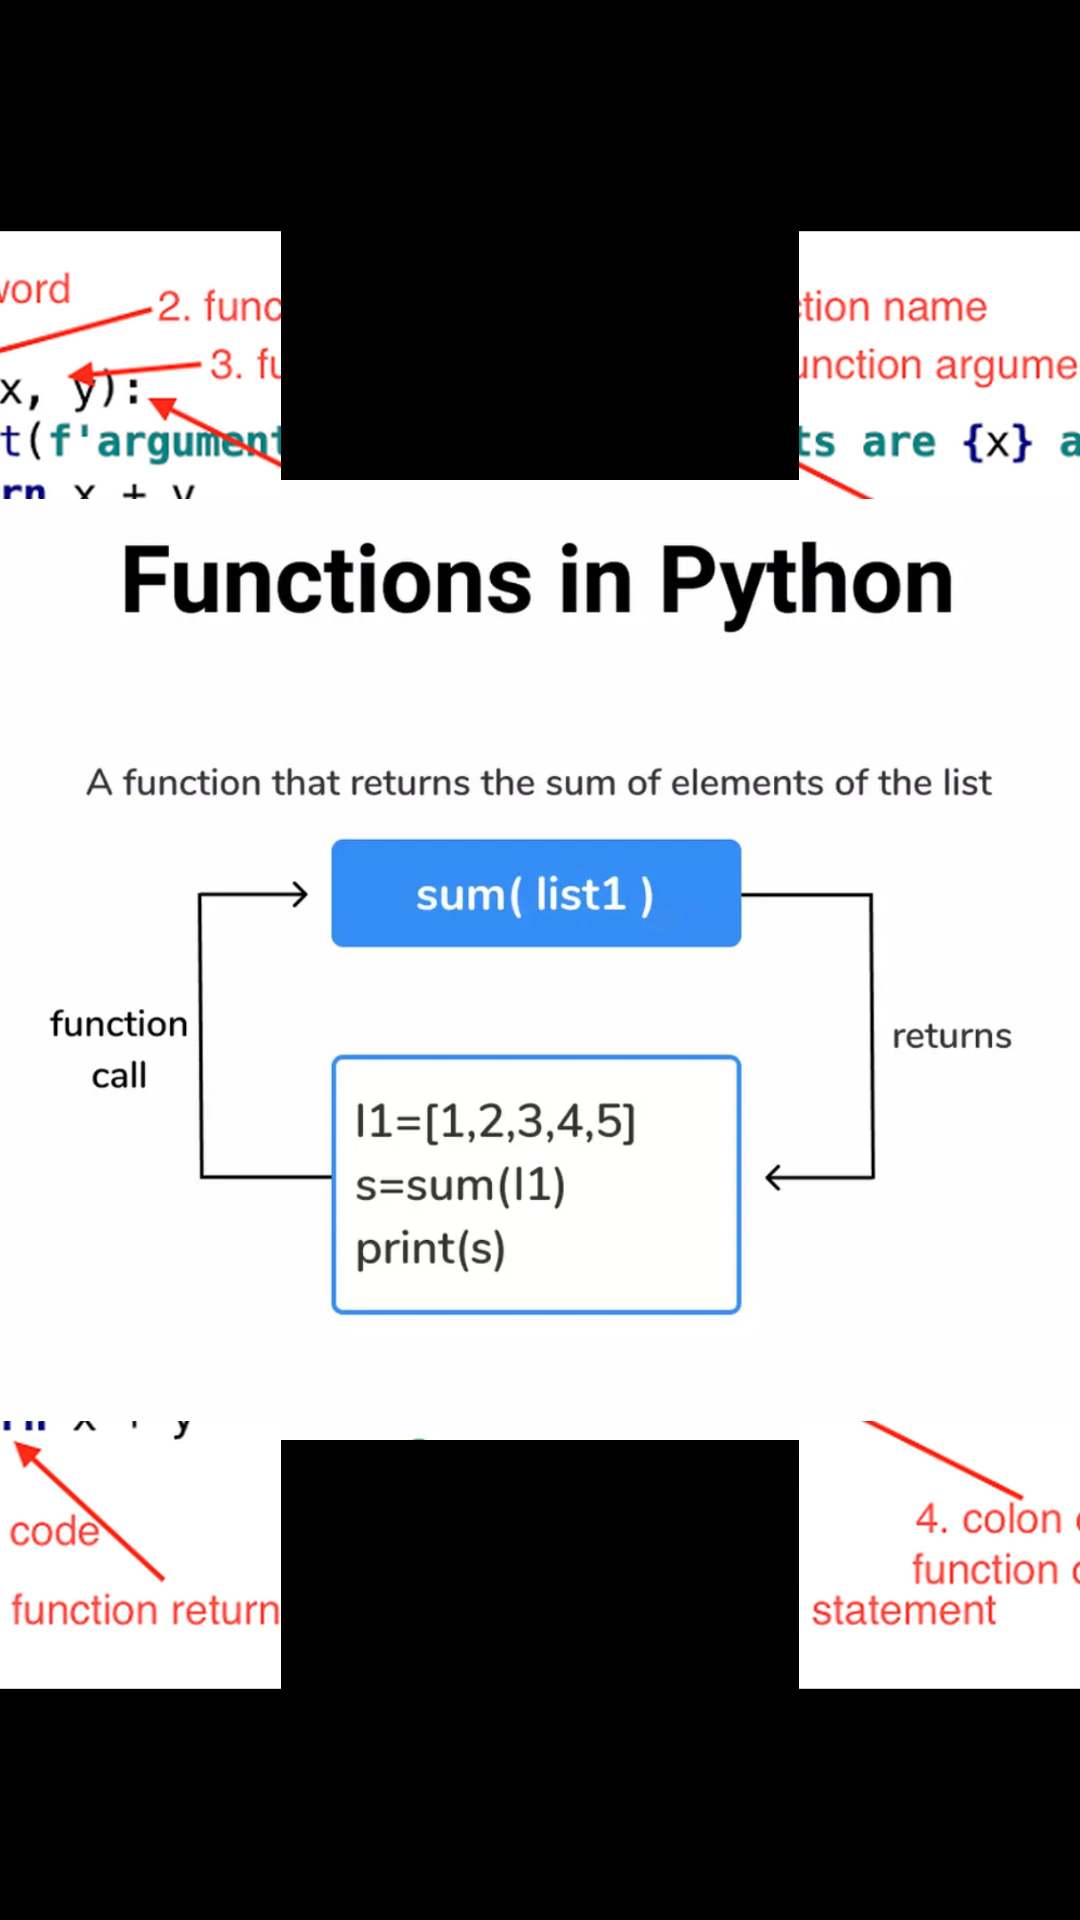 2. func
tion name
3. fu
unction argume
x, y):
t(f'argument
ts are {x} a
rn x + y
Functions in Python
A function that returns the sum of elements of the list
sum( list1 )
function
call
returns
l1=[1,2,3,4,5]
s=sum(l1)
print(s)
code
4. colon
function
function return
statement